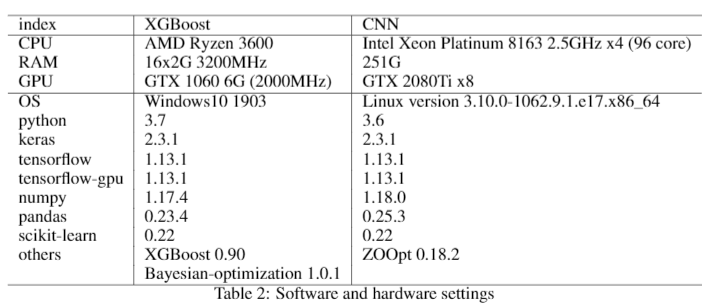 index XGBoost CNN
CPU AMD Ryzen 3600 Intel Xeon Platinum 8163 2.5GHz x4 (96 core)
RAM 16x2G 3200MHz 251G
GPU GTX 1060 6G (2000MHz) GTX 2080Ti x8
OS Windows10 1903 Linux version 3.10.0-1062.9.1.e17.x86_64
python 3.7 3.6
keras 2.3.1 2.3.1
tensorflow 1.13.1 1.13.1
tensorflow-gpu 1.13.1 1.13.1
numpy 1.17.4 1.18.0
pandas 0.23.4 0.25.3
scikit-learn 0.22 0.22
others XGBoost 0.90 ZOOpt 0.18.2
Bayesian-optimization 1.0.1
Table 2: Software and hardware settings